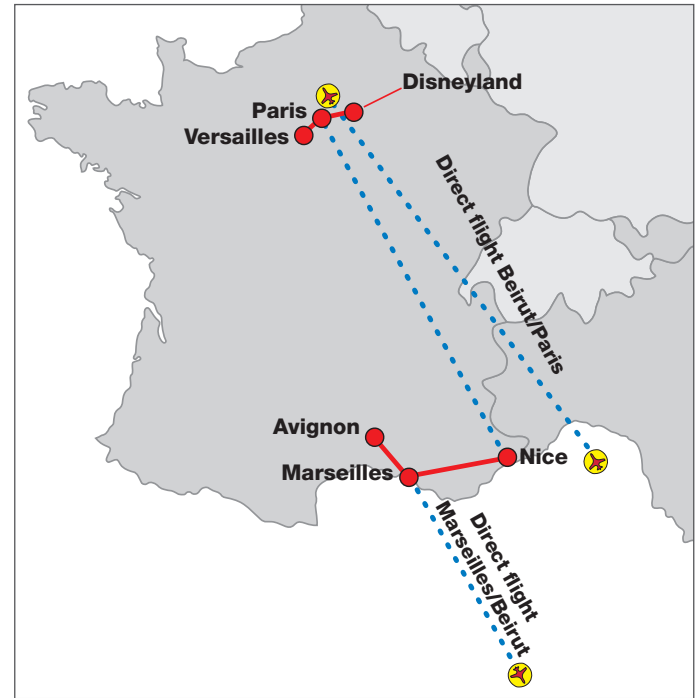 Disneyland
Paris
Versailles
Direct flight Beirut/Paris
Avignon
Nice
Marseilles
Direct flight
Marseilles/Beirut